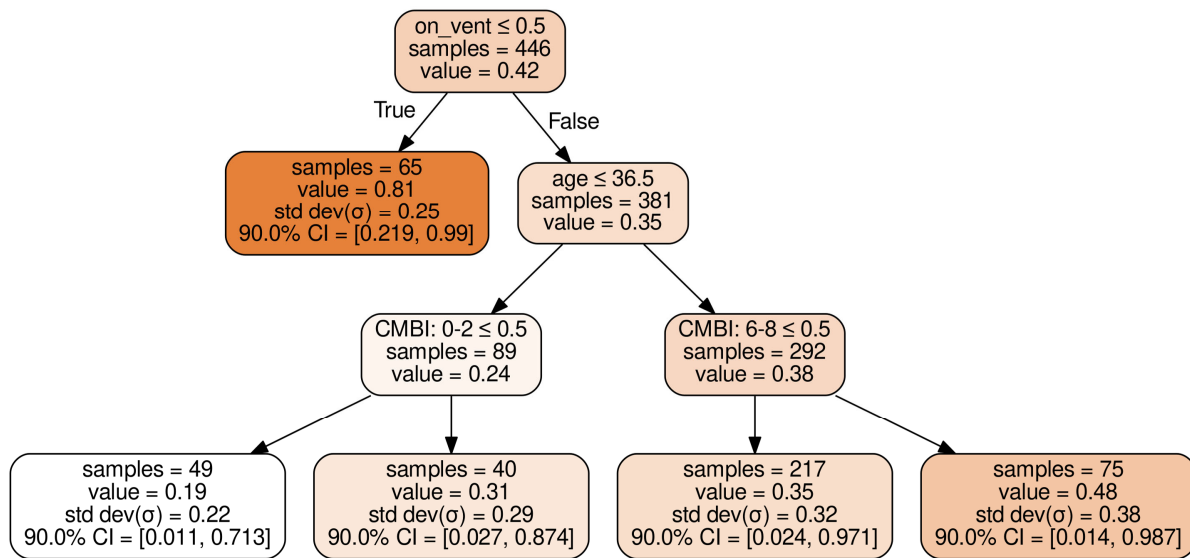 on_vent ≤ 0.5
samples = 446
value = 0.42
True
False
samples = 65
value = 0.81
std dev(σ) = 0.25
90.0% CI = [0.219, 0.99]
age ≤ 36.5
samples = 381
value = 0.35
CMBI: 0-2 ≤ 0.5
samples = 89
value = 0.24
CMBI: 6-8 ≤ 0.5
samples = 292
value = 0.38
samples = 49
value = 0.19
std dev(σ) = 0.22
90.0% CI = [0.011, 0.713]
samples = 40
value = 0.31
std dev(σ) = 0.29
90.0% CI = [0.027, 0.874]
samples = 217
value = 0.35
std dev(σ) = 0.32
90.0% CI = [0.024, 0.971]
samples = 75
value = 0.48
std dev(σ) = 0.38
90.0% CI = [0.014, 0.987]